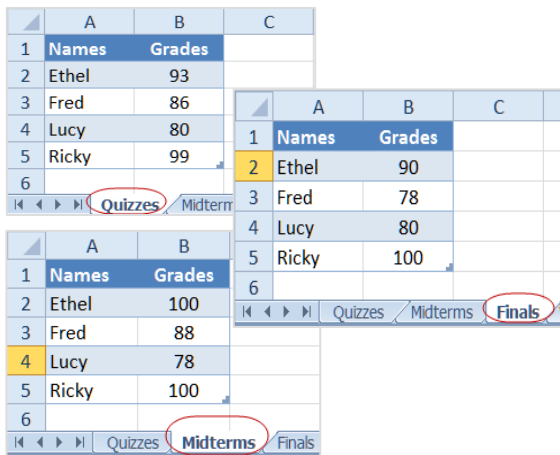 A B C
1 Names Grades
2 Ethel 93
3 Fred 86
4 Lucy 80
5 Ricky 99
6
Quizzes Midterm
A B C
1 Names Grades
2 Ethel 90
3 Fred 78
4 Lucy 80
5 Ricky 100
6
Quizzes Midterms Finals
A B
1 Names Grades
2 Ethel 100
3 Fred 88
4 Lucy 78
5 Ricky 100
6
Quizzes Midterms Finals